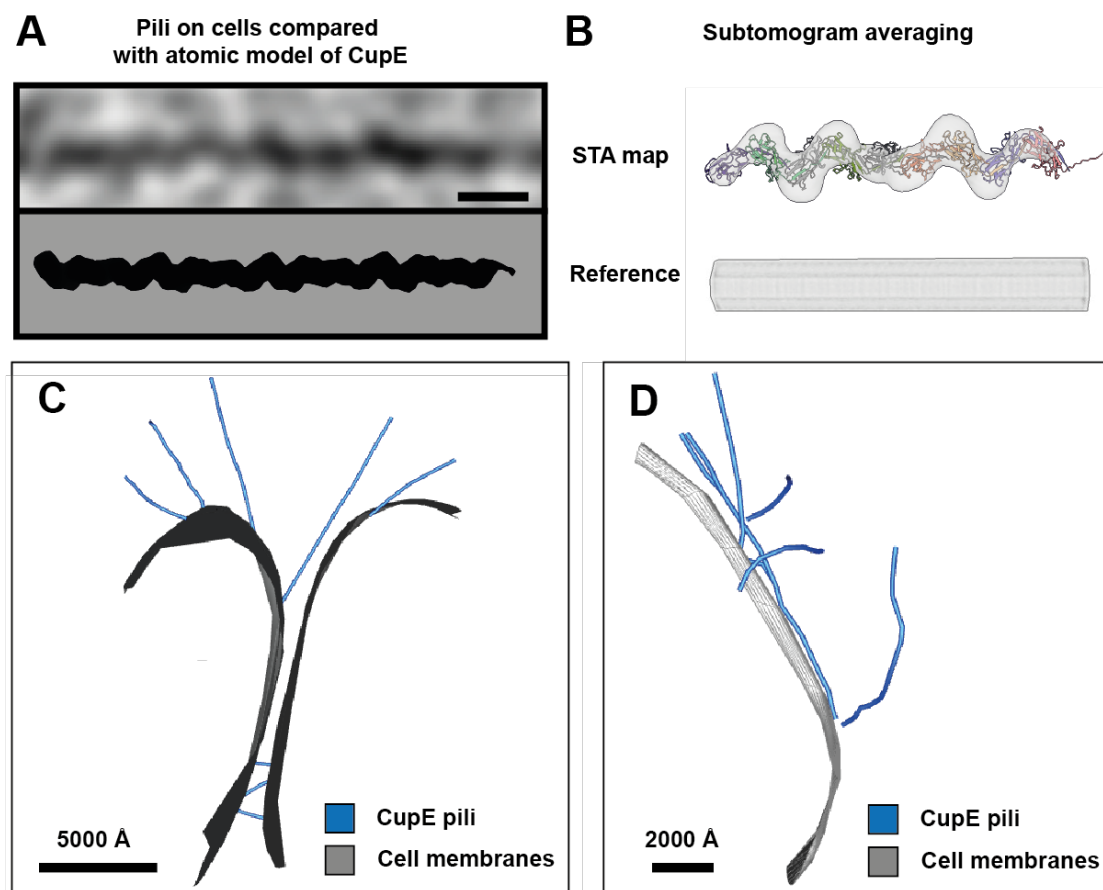 A
Pili on cells compared
with atomic model of CupE
B
Subtomogram averaging
STA map
Reference
C
5000 Å
CupE pili
Cell membranes
D
2000 Å
CupE pili
Cell membranes